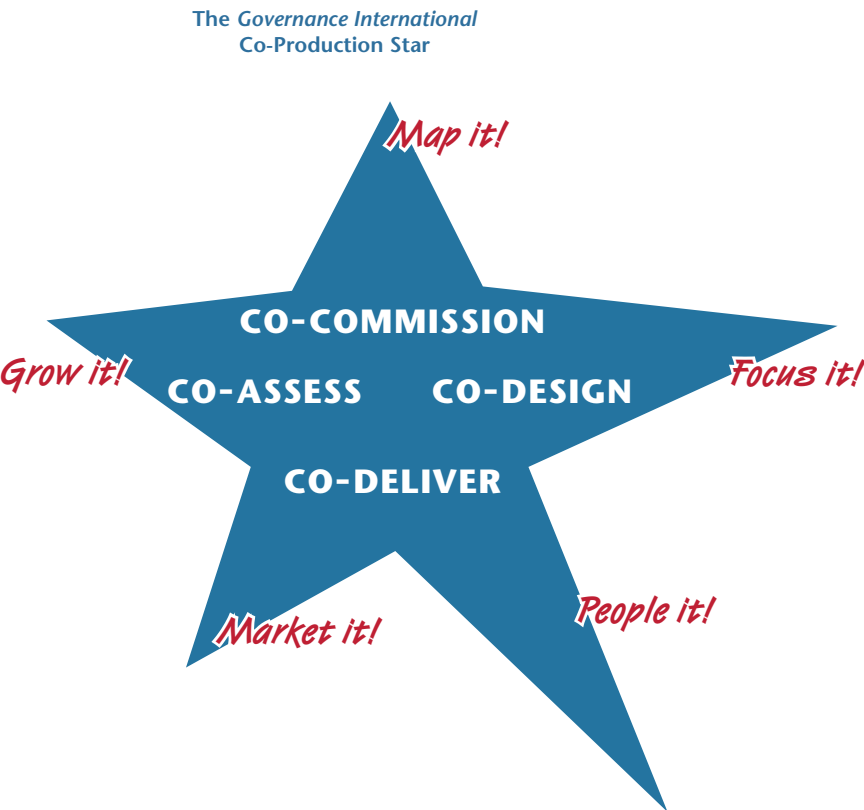 The Governance International
Co-Production Star
Map it!
CO-COMMISSION
Grow it!
Focus it!
CO-ASSESS
CO-DESIGN
CO-DELIVER
People it!
Market it!